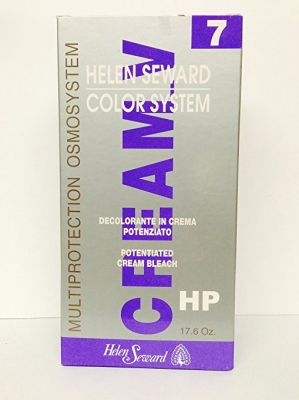 7
HELEN SEWARD
COLOR SYSTEM
MULTIPROTECTION OSMOSYSTEM
CREAMLY
DECOLORANTE IN CREMA
POTENZIATO
POTENTIATED
CREAM BLEACH
HP
17.6 Oz.
Helen Seward